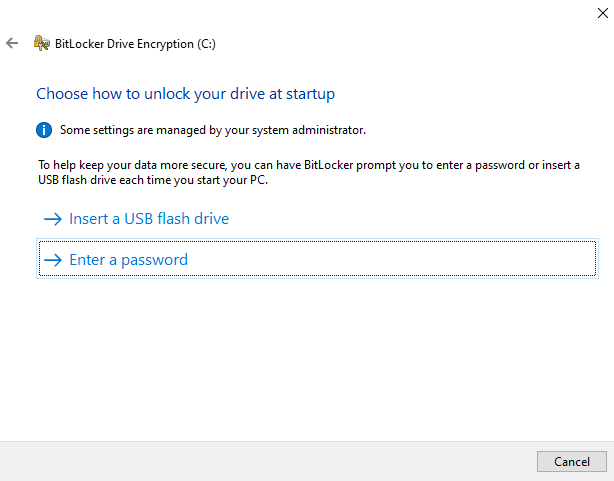 BitLocker Drive Encryption (C:)
Choose how to unlock your drive at startup
Some settings are managed by your system administrator.
To help keep your data more secure, you can have BitLocker prompt you to enter a password or insert a
USB flash drive each time you start your PC.
Insert a USB flash drive
Enter a password
Cancel